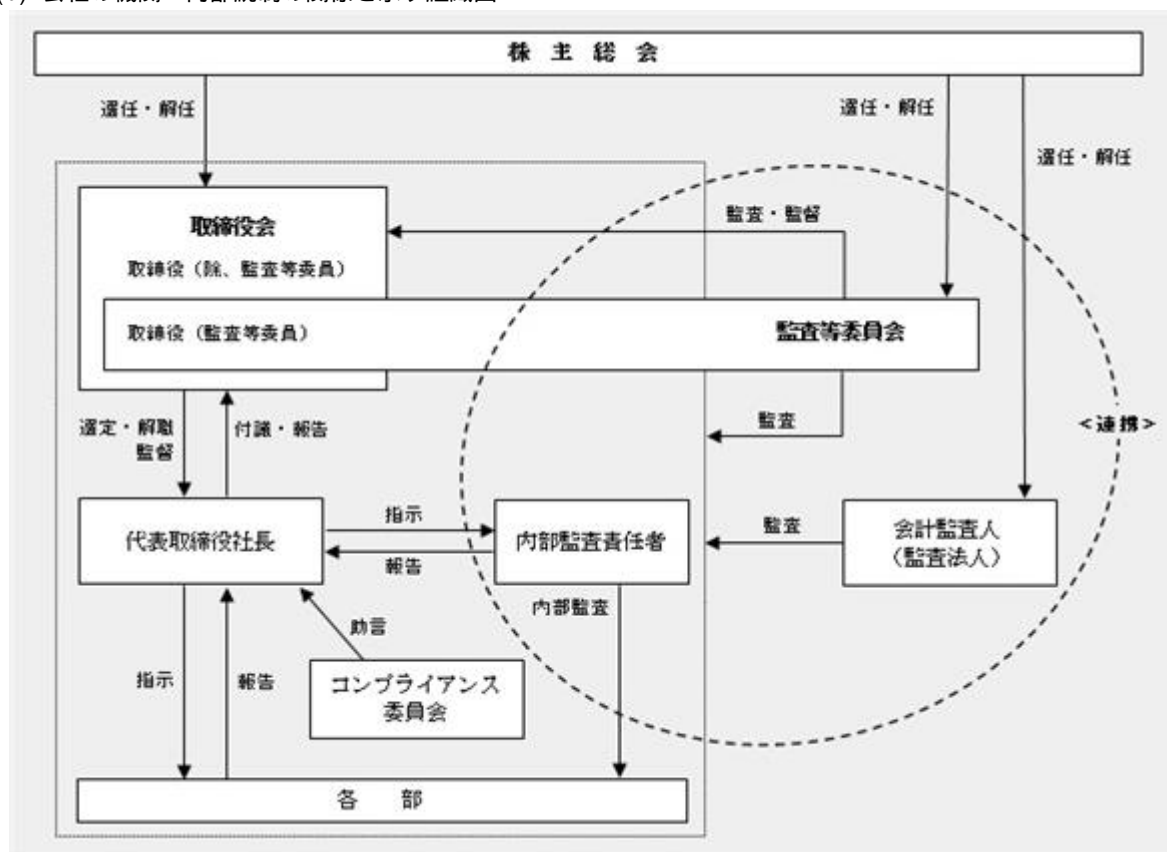 株主総会
選任・解任
選任・解任
選任・解任
取締役会
取締役（除、監査等委員）
監査・監督
取締役（監査等委員）
監査等委員会
選定・解職
監督
付議・報告
監査
＜連携＞
代表取締役社長
指示
報告
内部監査責任者
監査
会計監査人
（監査法人）
助言
内部監査
指示
報告
コンプライアンス
委員会
各部